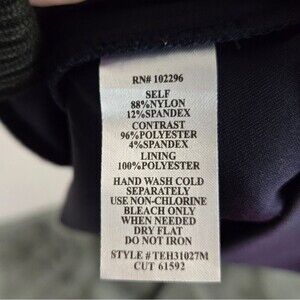 RN# 102296
SELF
88%NYLON
12%SPANDEX
CONTRAST
96%POLYESTER
4%SPANDEX
LINING
100%POLYESTER
HAND WASH COLD
SEPARATELY
USE NON-CHLORINE
BLEACH ONLY
WHEN NEEDED
DRY FLAT
DO NOT IRON
STYLE # TEH31027M
CUT 61592